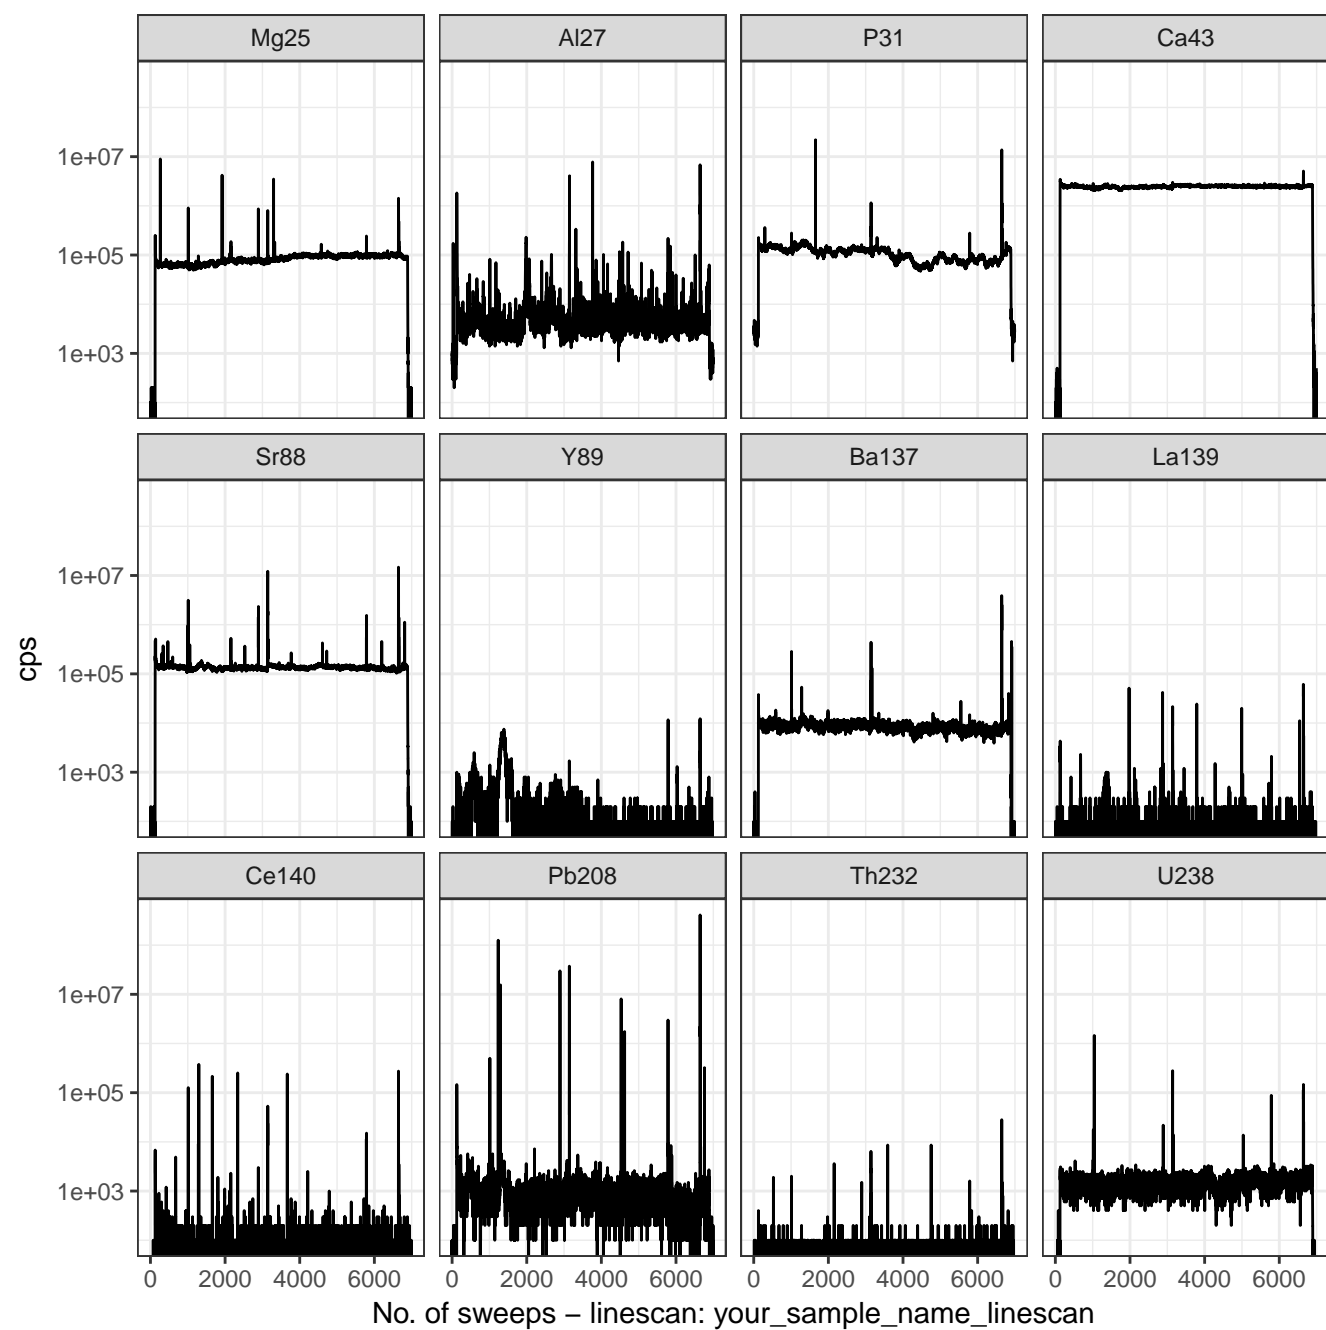 Mg25 Al27 P31 Ca43
1e+07
1e+05
1e+03
Sr88 Y89 Ba137 La139
cps
1e+07
1e+05
1e+03
Ce140 Pb208 Th232 U238
1e+07
1e+05
1e+03
0 2000 4000 6000 0 2000 4000 6000 0 2000 4000 6000 0 2000 4000 6000
No. of sweeps – linescan: your_sample_name_linescan